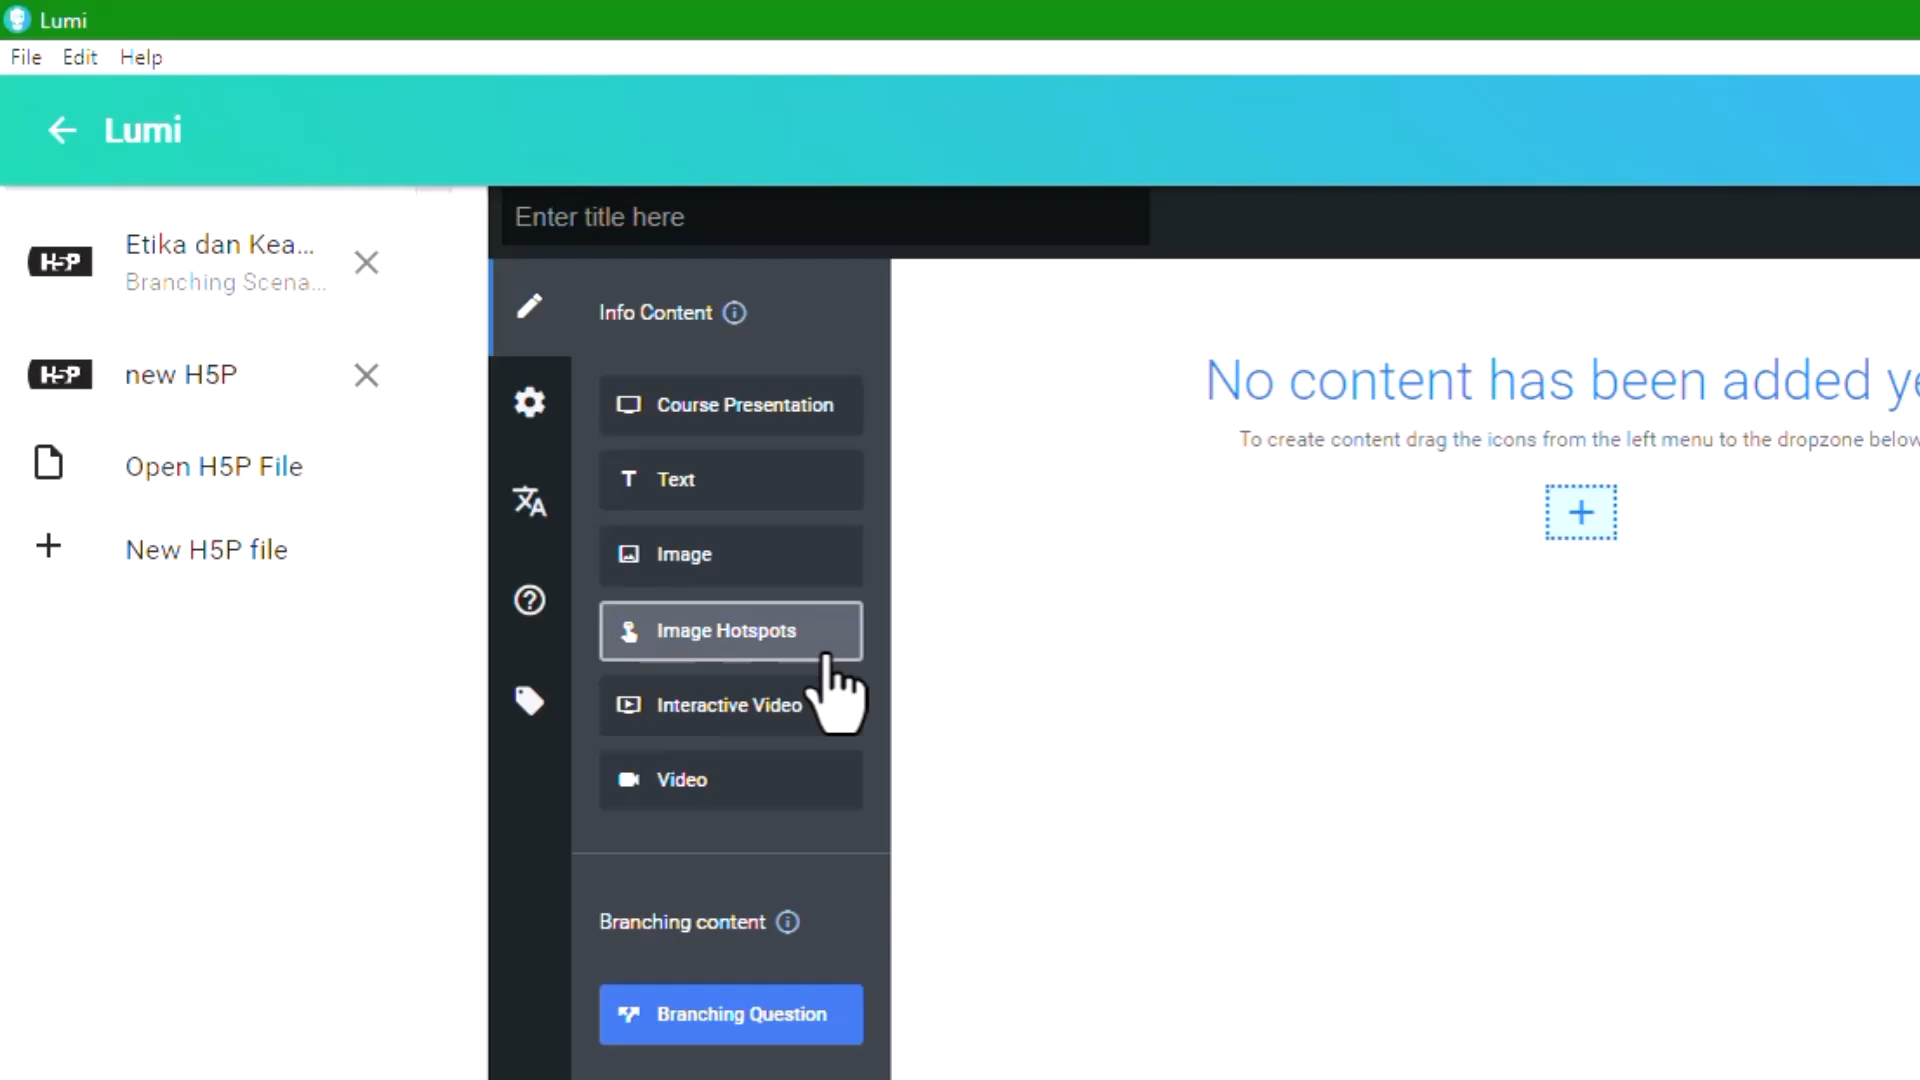 Lumi
File Edit Help
Lumi
H5P Etika dan Kea...
Branching Scena...
H5P new H5P
Open H5P File
New H5P file
Enter title here
Info Content
Course Presentation
Text
Image
Image Hotspots
Interactive Video
Video
Branching content
Branching Question
No content has been added ye
To create content drag the icons from the left menu to the dropzone below